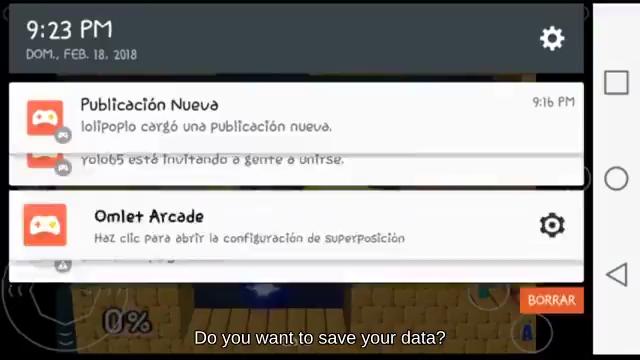 9:23 PM
DOM., FEB. 18, 2018
Publicación Nueva
9:16 PM
lolipoplo cargó una publicación nueva.
yolo65 está invitando a gente a unirse.
Omlet Arcade
Haz clic para abrir la configuración de superposición
BORRAR
0%
A
Do you want to save your data?